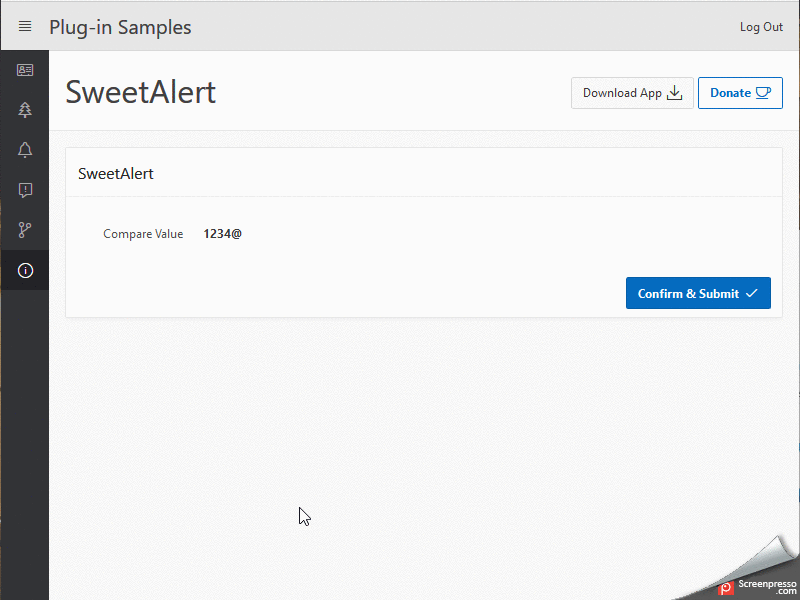 Plug-in Samples
Log Out
SweetAlert
Download App
Donate
SweetAlert
Compare Value 1234@
Confirm & Submit
Screenpresso
.com